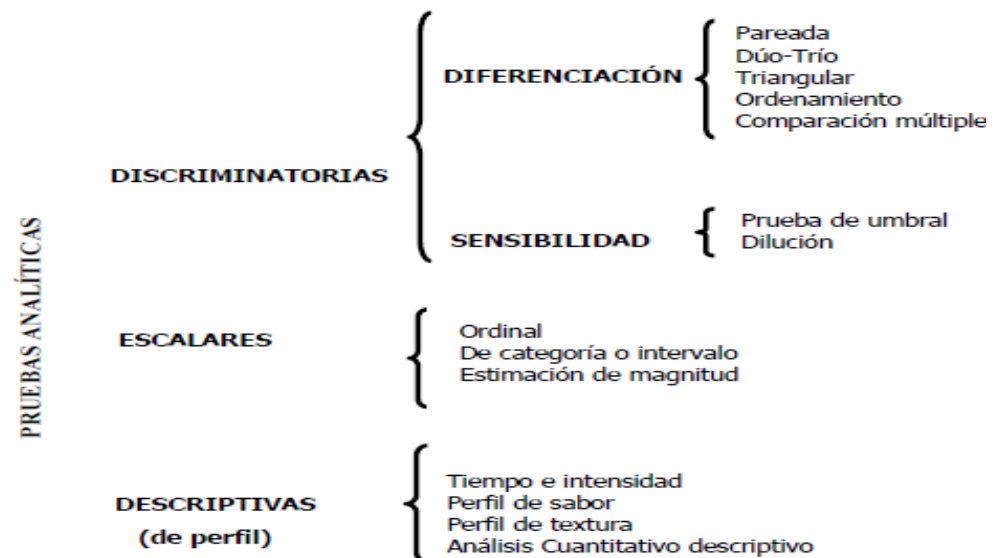 PRUEBAS ANALÍTICAS
DISCRIMINATORIAS
DIFERENCIACIÓN
Pareada
Dúo-Trío
Triangular
Ordenamiento
Comparación múltiple
SENSIBILIDAD
Prueba de umbral
Dilución
ESCALARES
Ordinal
De categoría o intervalo
Estimación de magnitud
DESCRIPTIVAS
(de perfil)
Tiempo e intensidad
Perfil de sabor
Perfil de textura
Análisis Cuantitativo descriptivo